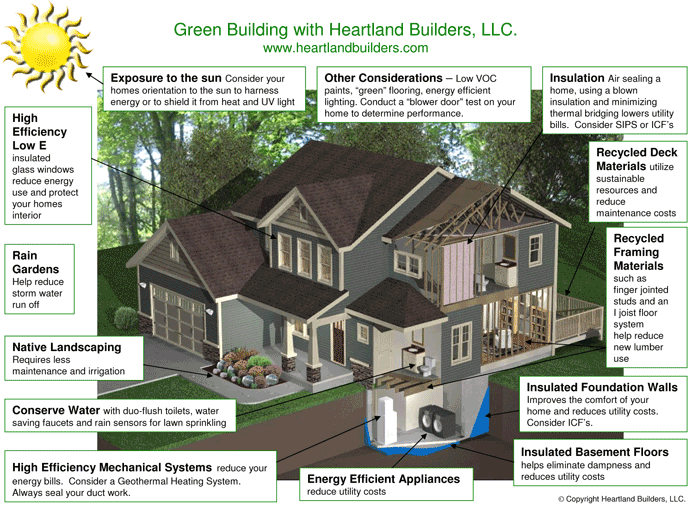 Green Building with Heartland Builders, LLC.
www.heartlandbuilders.com
Exposure to the sun Consider your
homes orientation to the sun to harness
energy or to shield it from heat and UV light
Other Considerations – Low VOC
paints, “green” flooring, energy efficient
lighting. Conduct a “blower door” test on your
home to determine performance.
Insulation Air sealing a
home, using a blown
insulation and minimizing
thermal bridging lowers utility
bills. Consider SIPS or ICF’s
High
Efficiency
Low E
insulated
glass windows
reduce energy
use and protect
your homes
interior
Recycled Deck
Materials utilize
sustainable
resources and
reduce
maintenance costs
Rain
Gardens
Help reduce
storm water
run off
Recycled
Framing
Materials
such as
finger jointed
studs and an
I joist floor
system
help reduce
new lumber
use
Native Landscaping
Requires less
maintenance and irrigation
Conserve Water with duo-flush toilets, water
saving faucets and rain sensors for lawn sprinkling
Insulated Foundation Walls
Improves the comfort of your
home and reduces utility costs.
Consider ICF’s.
High Efficiency Mechanical Systems reduce your
energy bills. Consider a Geothermal Heating System.
Always seal your duct work.
Energy Efficient Appliances
reduce utility costs
Insulated Basement Floors
helps eliminate dampness and
reduces utility costs
© Copyright Heartland Builders, LLC.